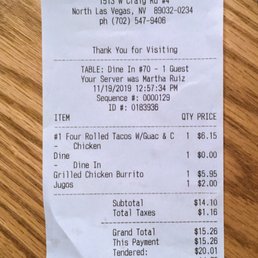 1513 W Craig Rd #4
North Las Vegas, NV 89032-0234
ph (702) 547-9406
Thank You for Visiting
TABLE: Dine In #70 - 1 Guest
Your Server was Martha Ruiz
11/19/2019 12:57:34 PM
Sequence #: 0000129
ID #: 0183936
ITEM QTY PRICE
#1 Four Rolled Tacos W/Guac & C 1 $6.15
- Chicken
Dine 1 $0.00
- Dine In
Grilled Chicken Burrito 1 $5.95
Jugos 1 $2.00
Subtotal $14.10
Total Taxes $1.16
Grand Total $15.26
This Payment $15.26
Tendered: $20.01